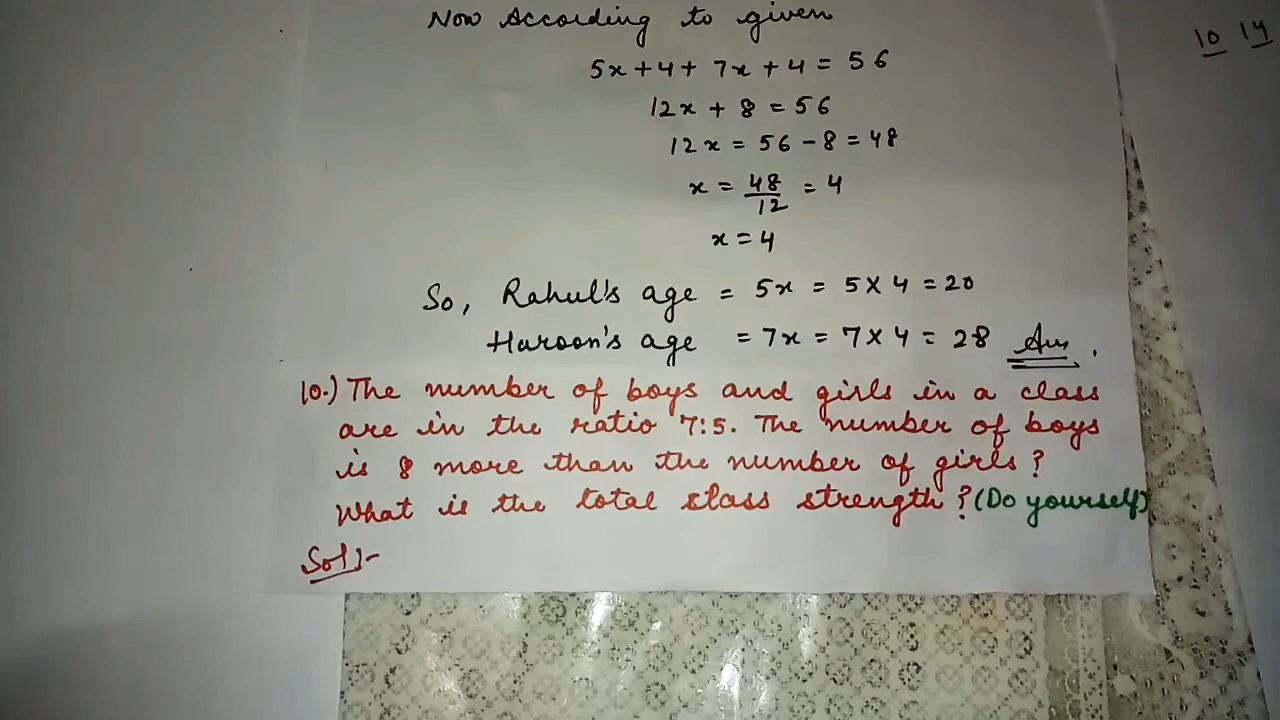 Now According to given
5x + 4 + 7x + 4 = 56
12x + 8 = 56
12x = 56 - 8 = 48
x = 48/12 = 4
x = 4
So, Rahul's age = 5x = 5 × 4 = 20
Haroon's age = 7x = 7 × 4 = 28 Ans.
10.) The number of boys and girls in a class
are in the ratio 7:5. The number of boys
is 8 more than the number of girls?
What is the total slass strength? (Do yourself)
Sol:-
10 14